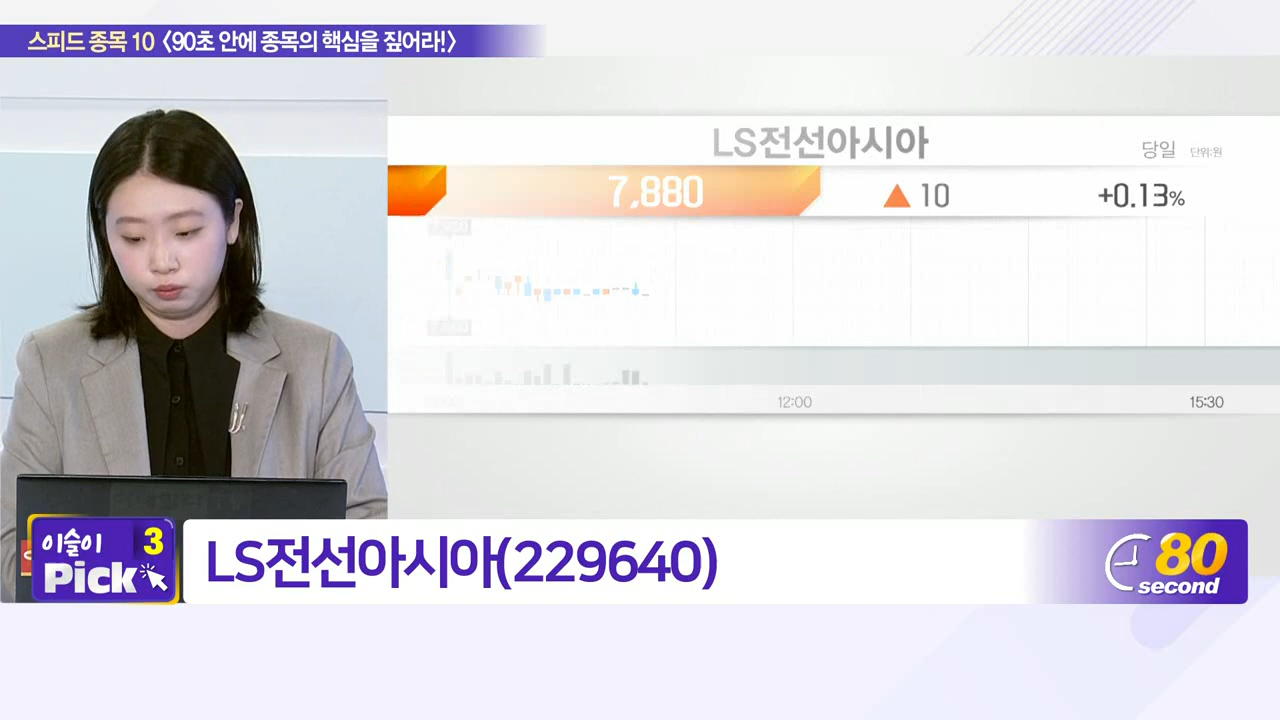 스피드 종목 10 〈90초 안에 종목의 핵심을 짚어라!〉
LS전선아시아
당일 단위:원
7,880 ▲ 10 +0.13%
12:00 15:30
이슬이 3
Pick
LS전선아시아(229640)
80
second